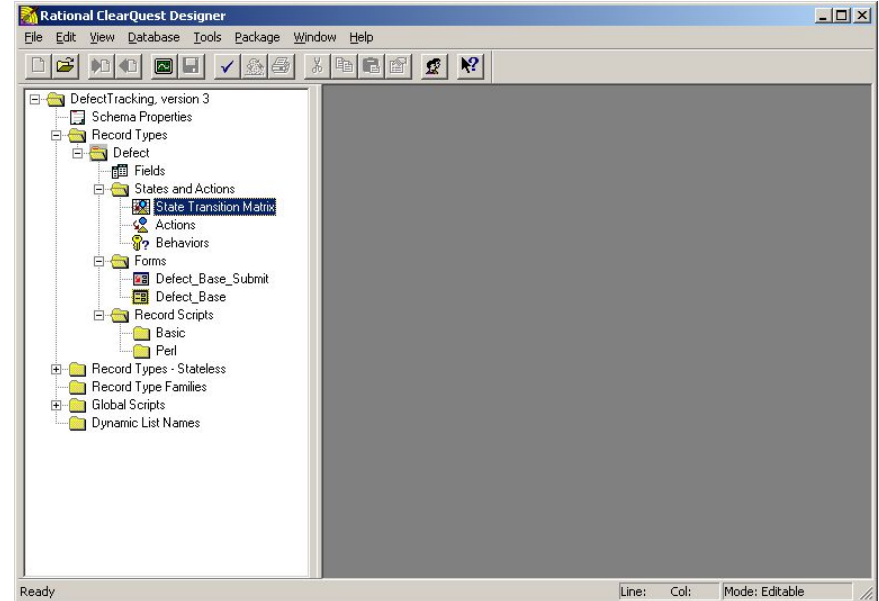 Rational ClearQuest Designer
File Edit View Database Tools Package Window Help
DefectTracking, version 3
Schema Properties
Record Types
Defect
Fields
States and Actions
State Transition Matrix
Actions
Behaviors
Forms
Defect_Base_Submit
Defect_Base
Record Scripts
Basic
Perl
Record Types - Stateless
Record Type Families
Global Scripts
Dynamic List Names
Ready Line: Col: Mode: Editable